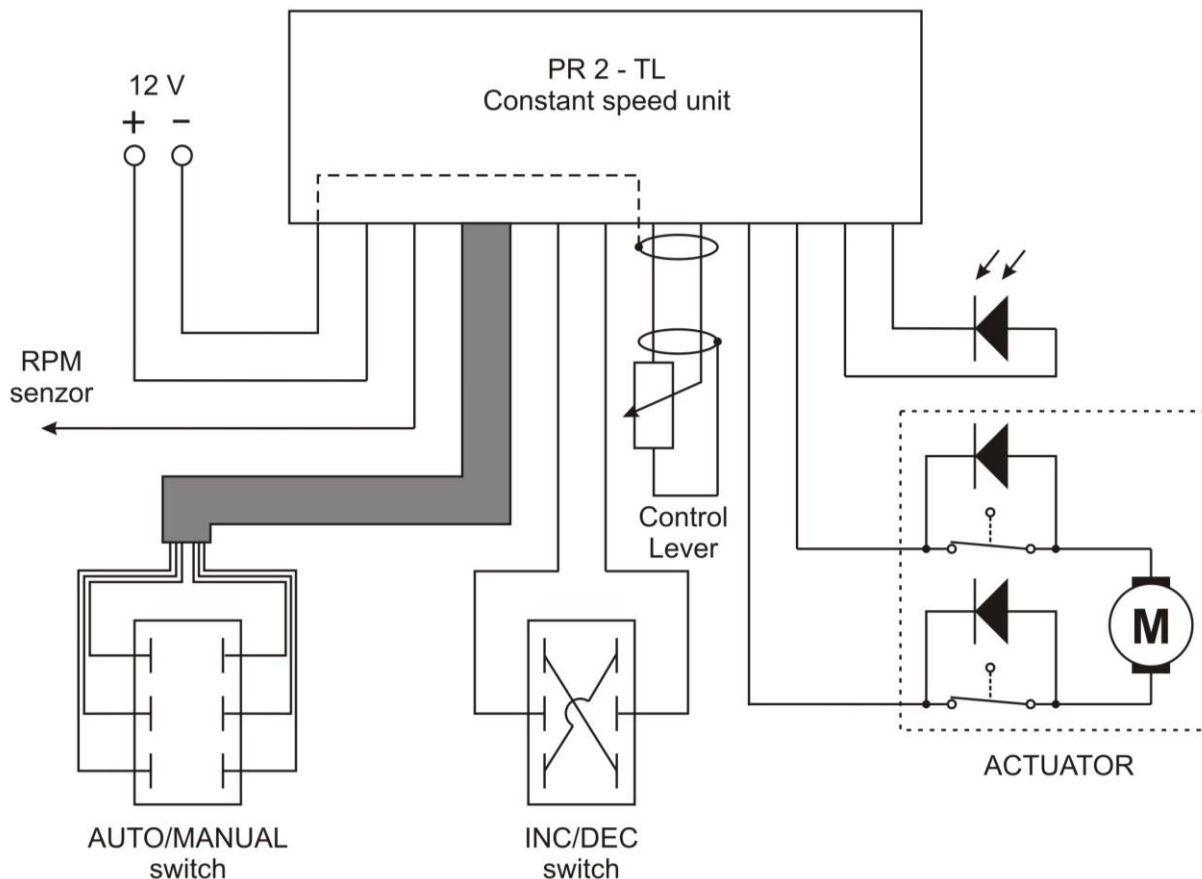 PR 2 - TL
Constant speed unit
12 V
+ -
RPM
senzor
Control
Lever
M
ACTUATOR
AUTO/MANUAL
switch
INC/DEC
switch